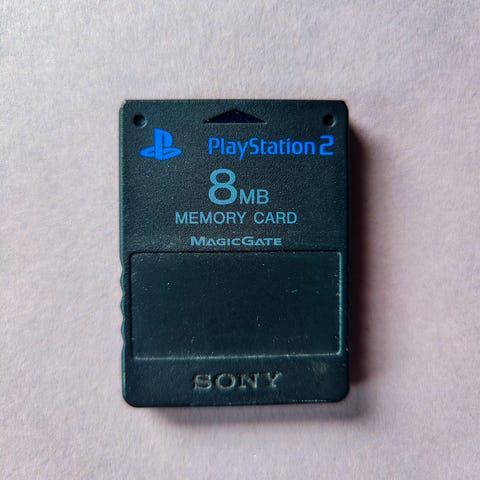 PlayStation 2
8MB
MEMORY CARD
MAGICGATE
SONY